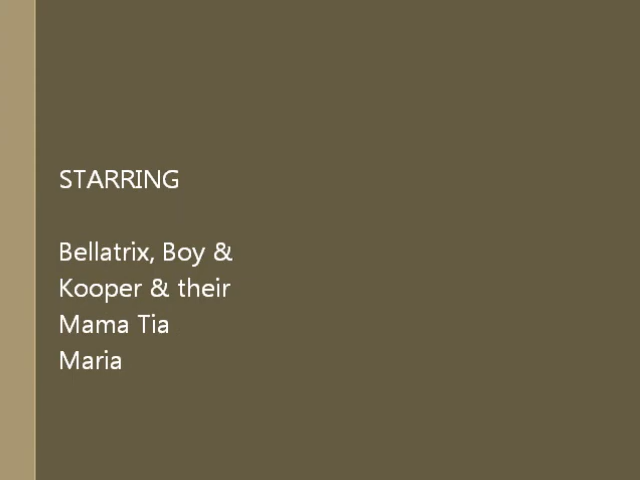 STARRING
Bellatrix, Boy &
Kooper & their
Mama Tia
Maria